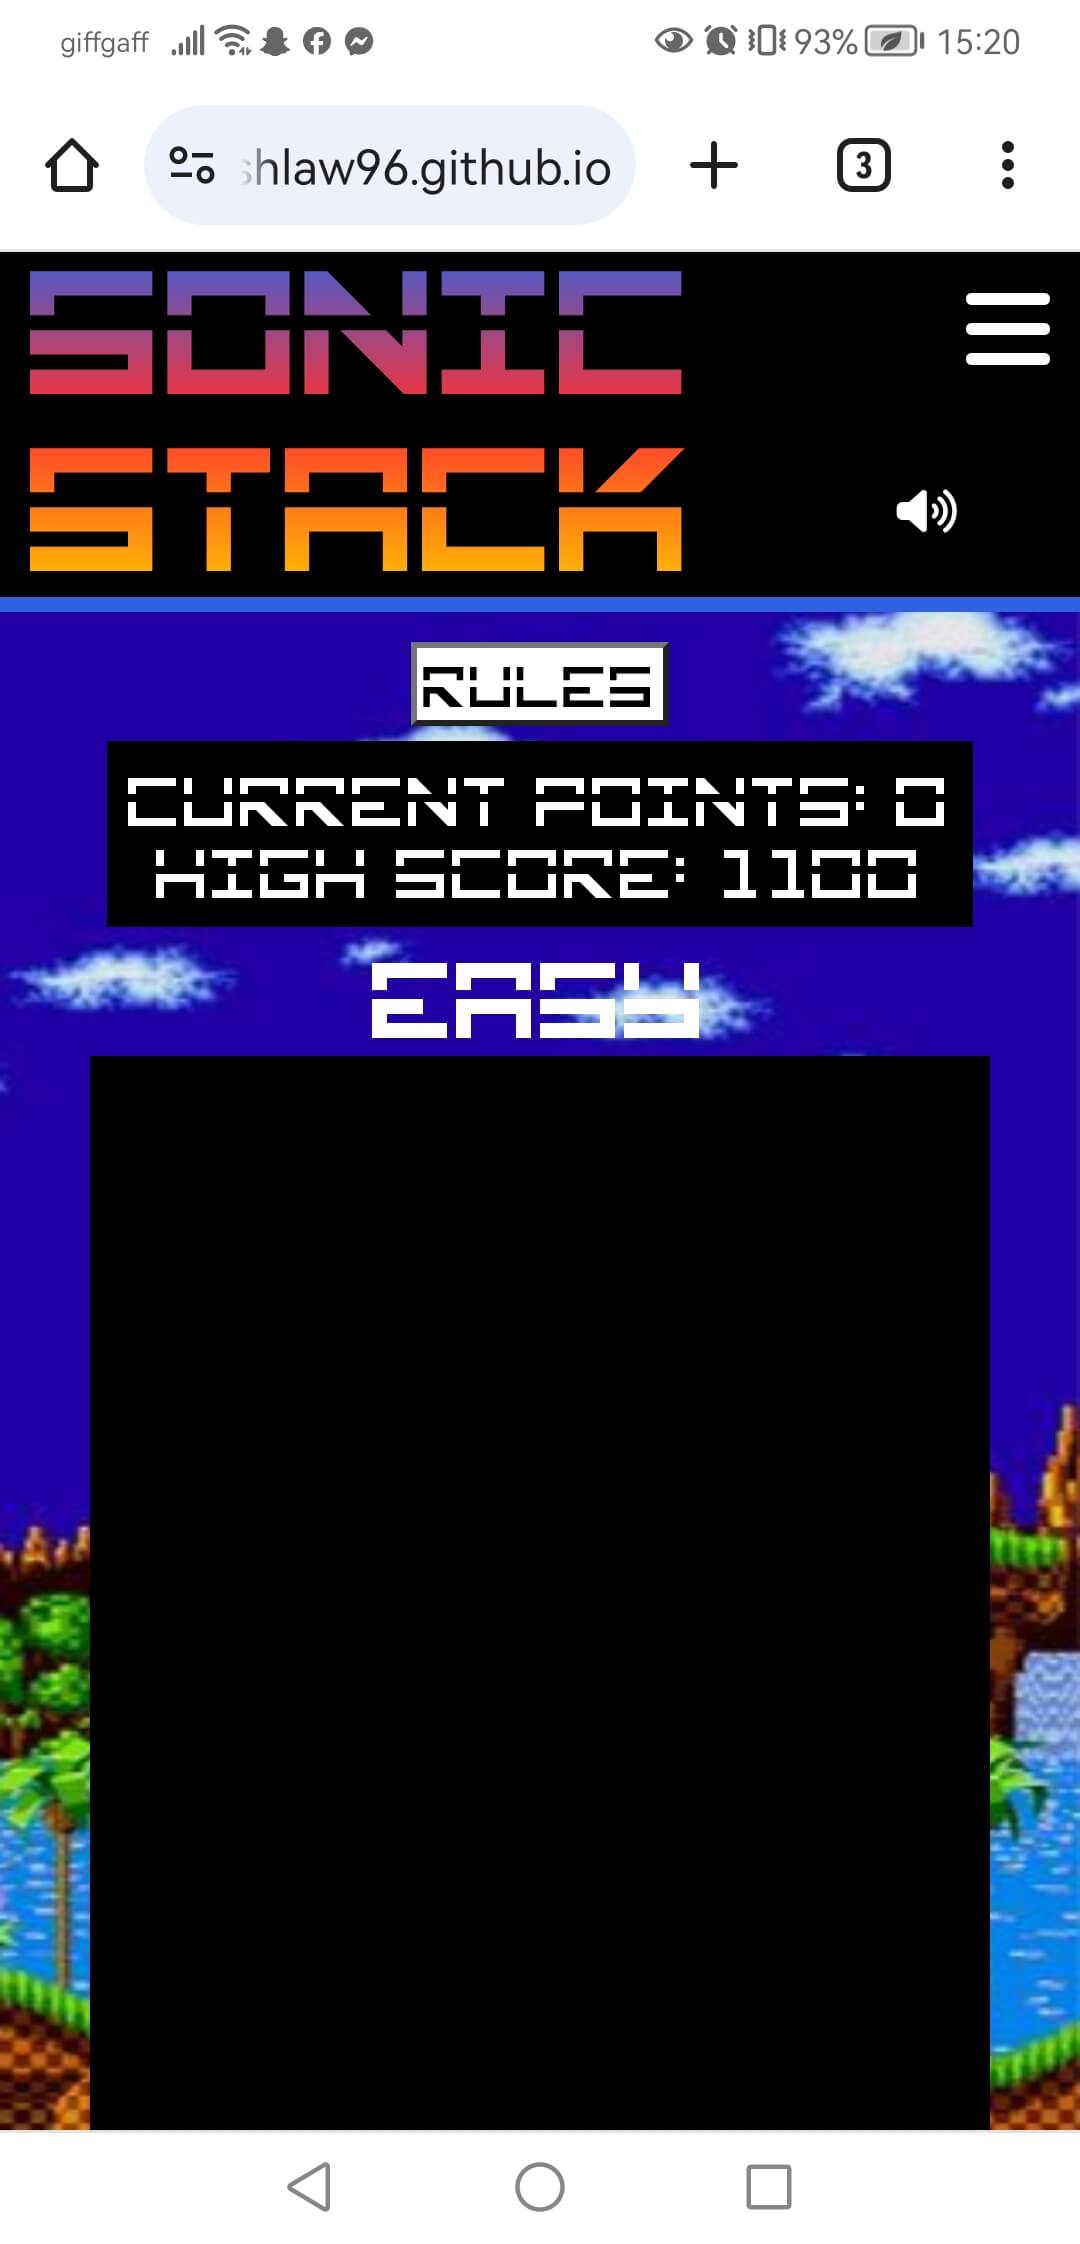 giffgaff 93% 15:20
hlaw96.github.io 3
SONIC
STACK
RULES
CURRENT POINTS: 0
HIGH SCORE: 1100
EASY